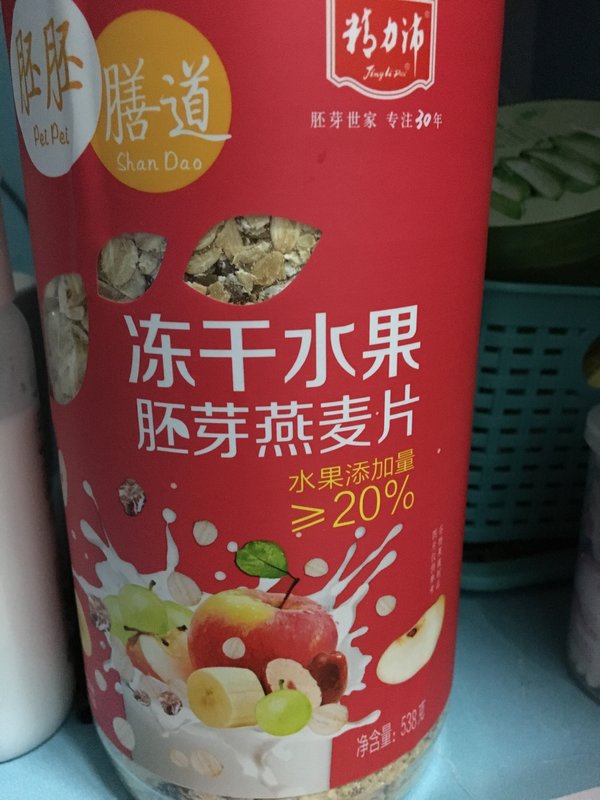 精力沛
Jing Li Pei
胚芽世家 专注30年
胚胚
Pei Pei
膳道
Shan Dao
冻干水果
胚芽燕麦片
水果添加量
≥20%
净含量：538克